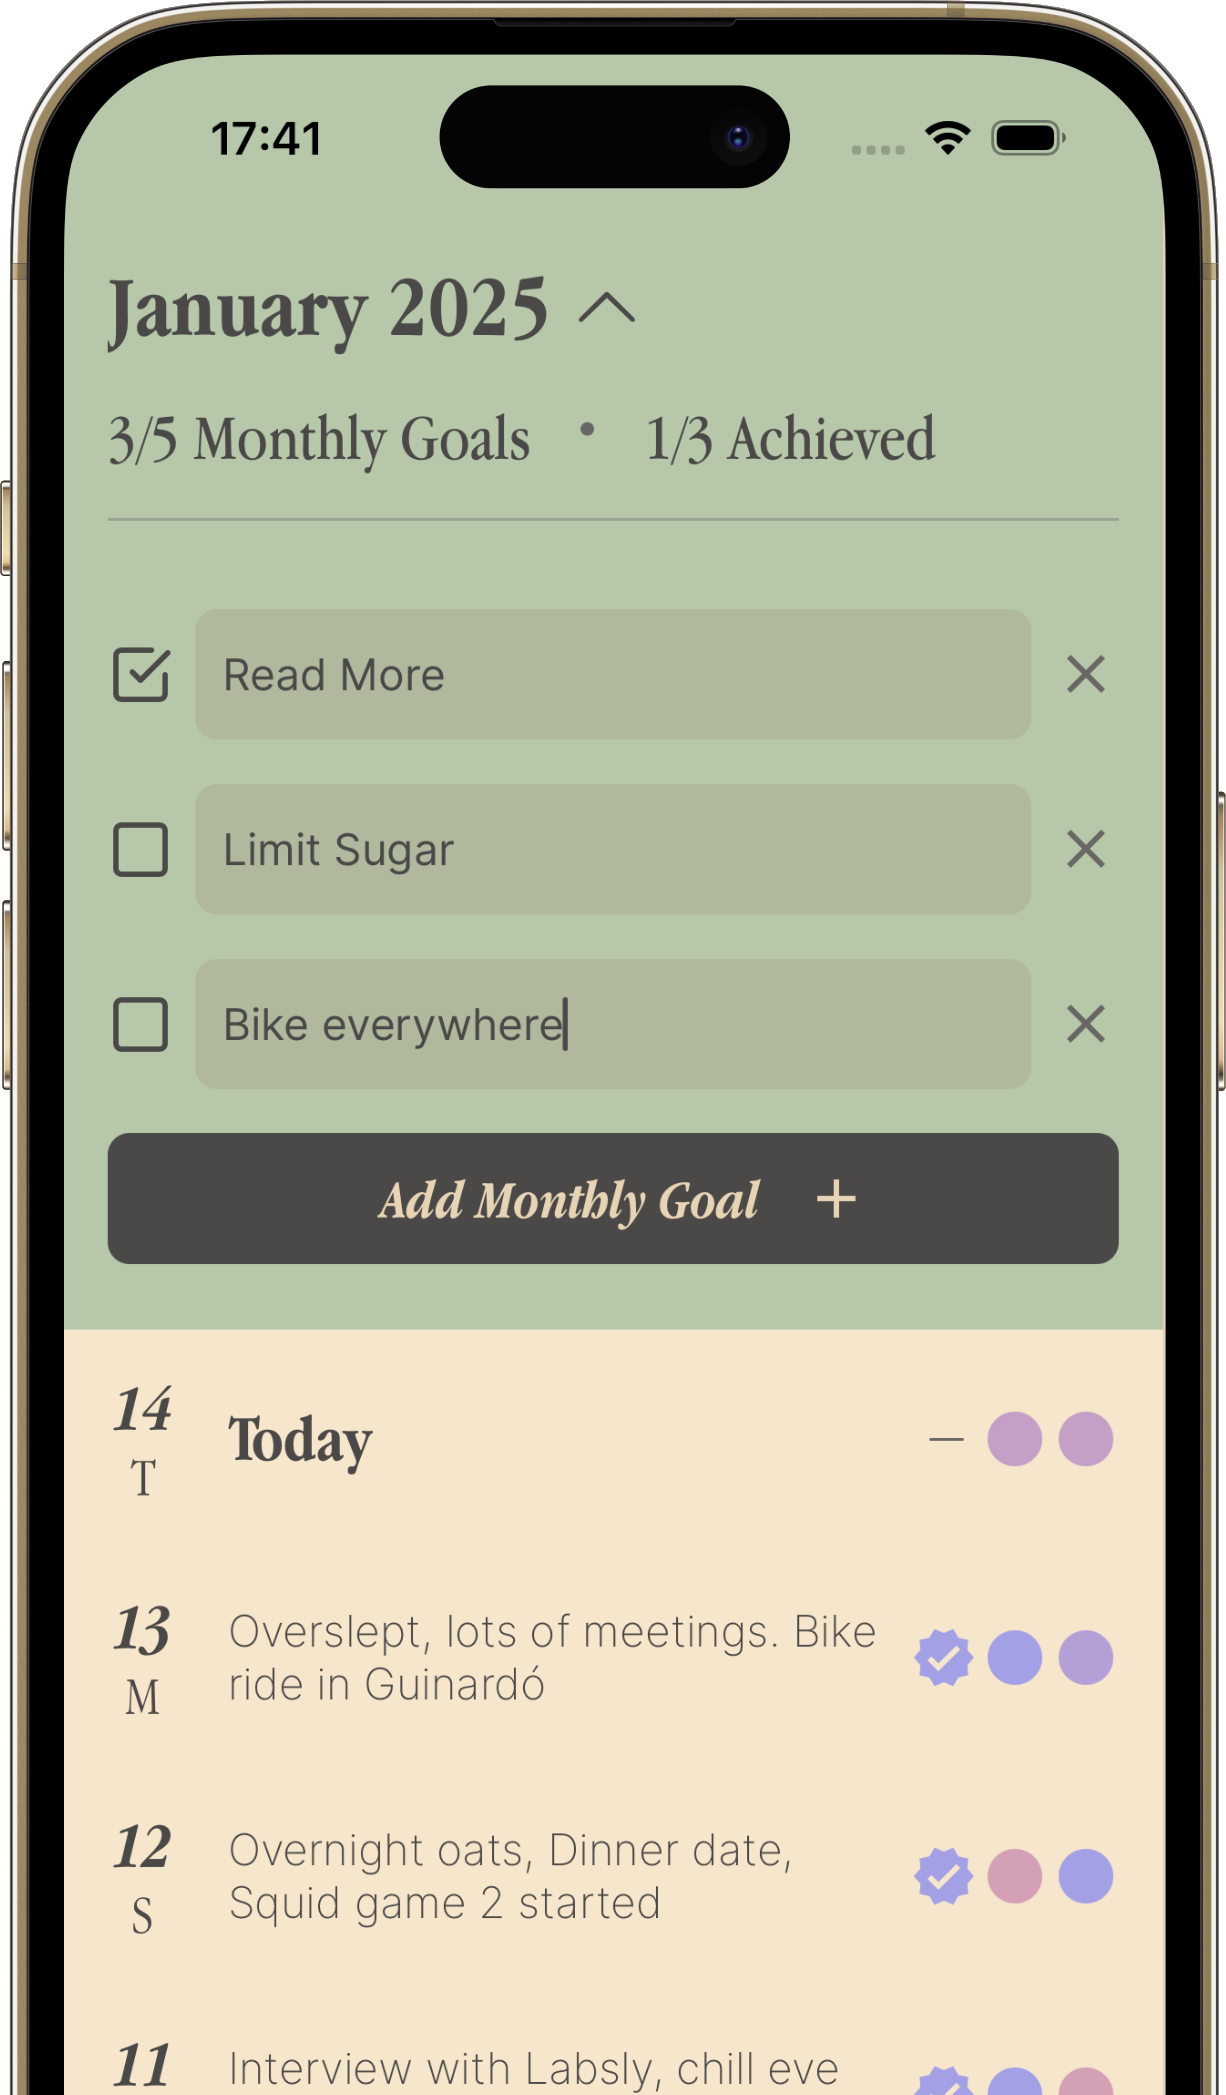 17:41
January 2025
3/5 Monthly Goals • 1/3 Achieved
Read More
Limit Sugar
Bike everywhere
Add Monthly Goal +
14
T
Today
13
M
Overslept, lots of meetings. Bike
ride in Guinardó
12
S
Overnight oats, Dinner date,
Squid game 2 started
11
Interview with Labsly, chill eve